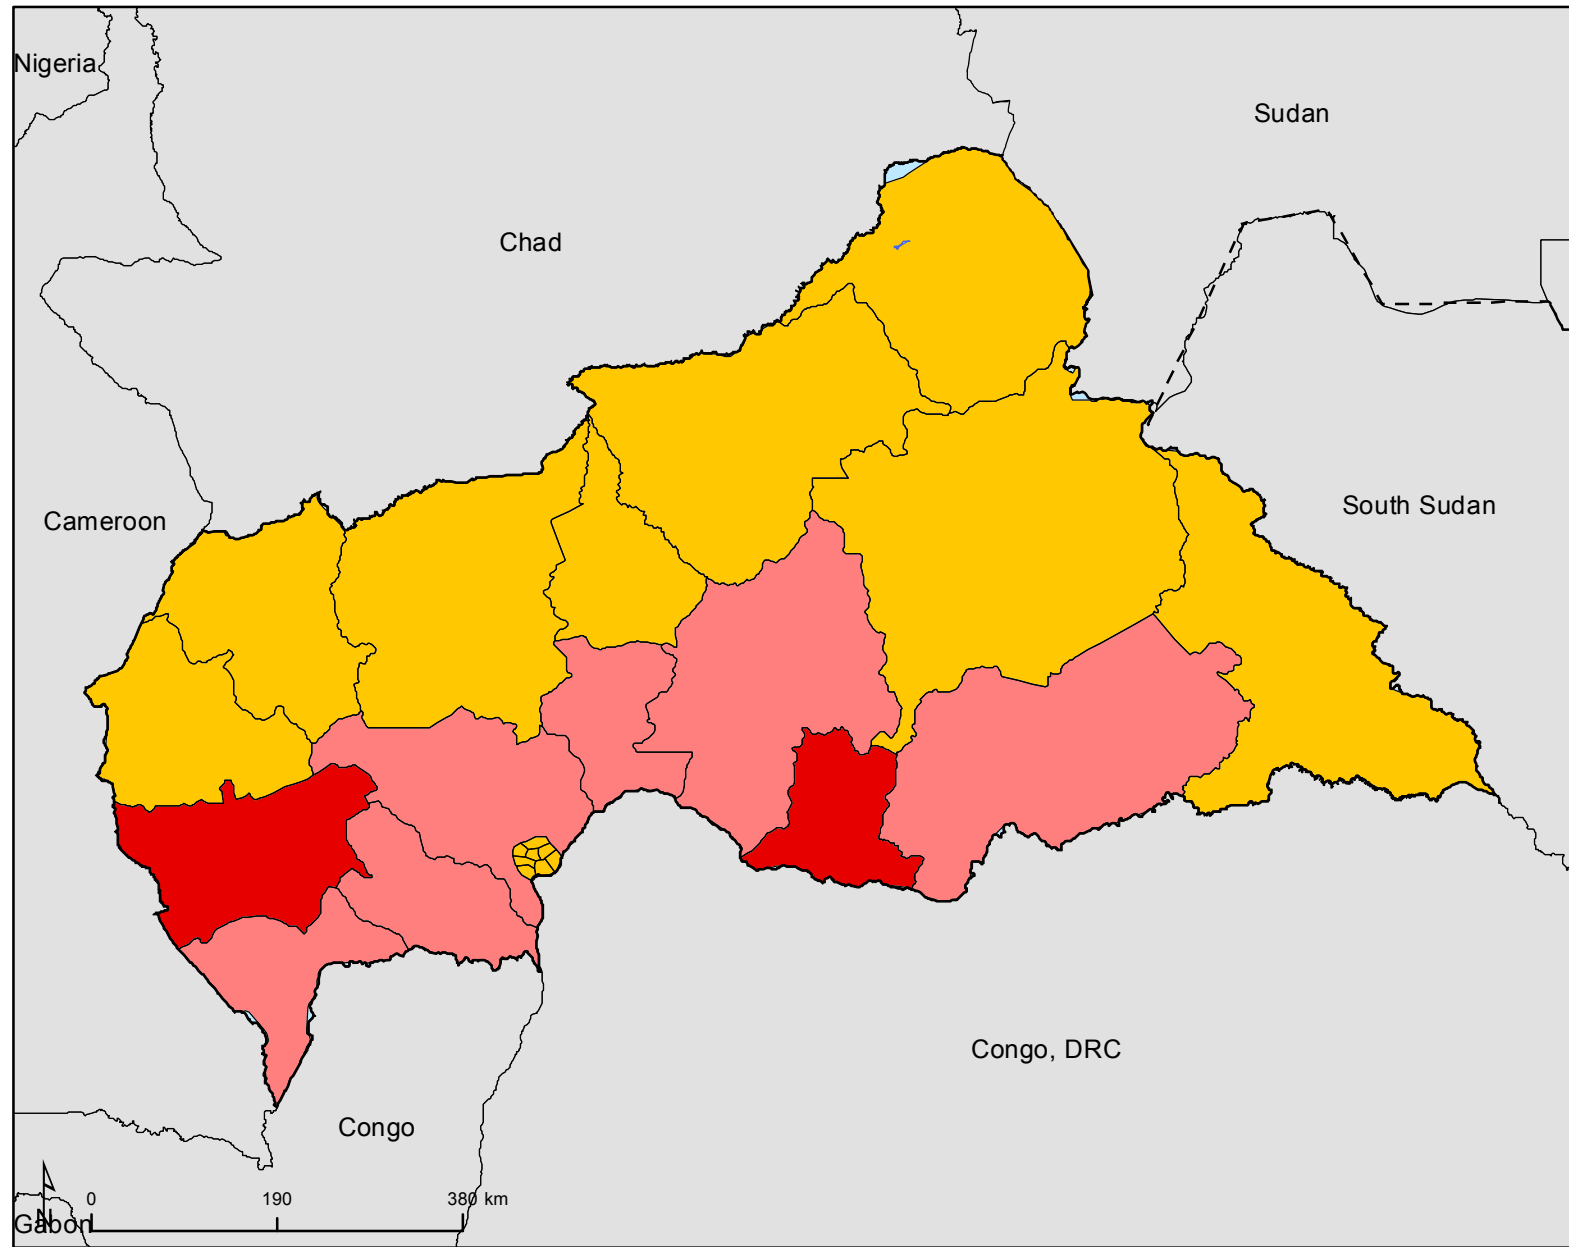 Nigeria
Sudan
Chad
South Sudan
Cameroon
Congo, DRC
Congo
0 190 380 km
N
Gabon